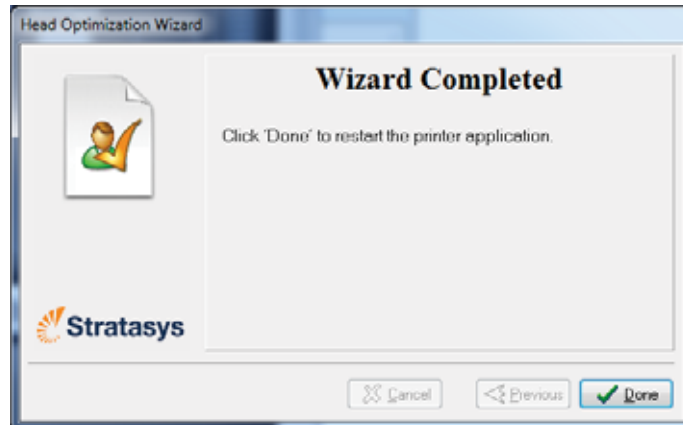 Head Optimization Wizard
Wizard Completed
Click 'Done' to restart the printer application.
Stratasys
Cancel
Previous
Done